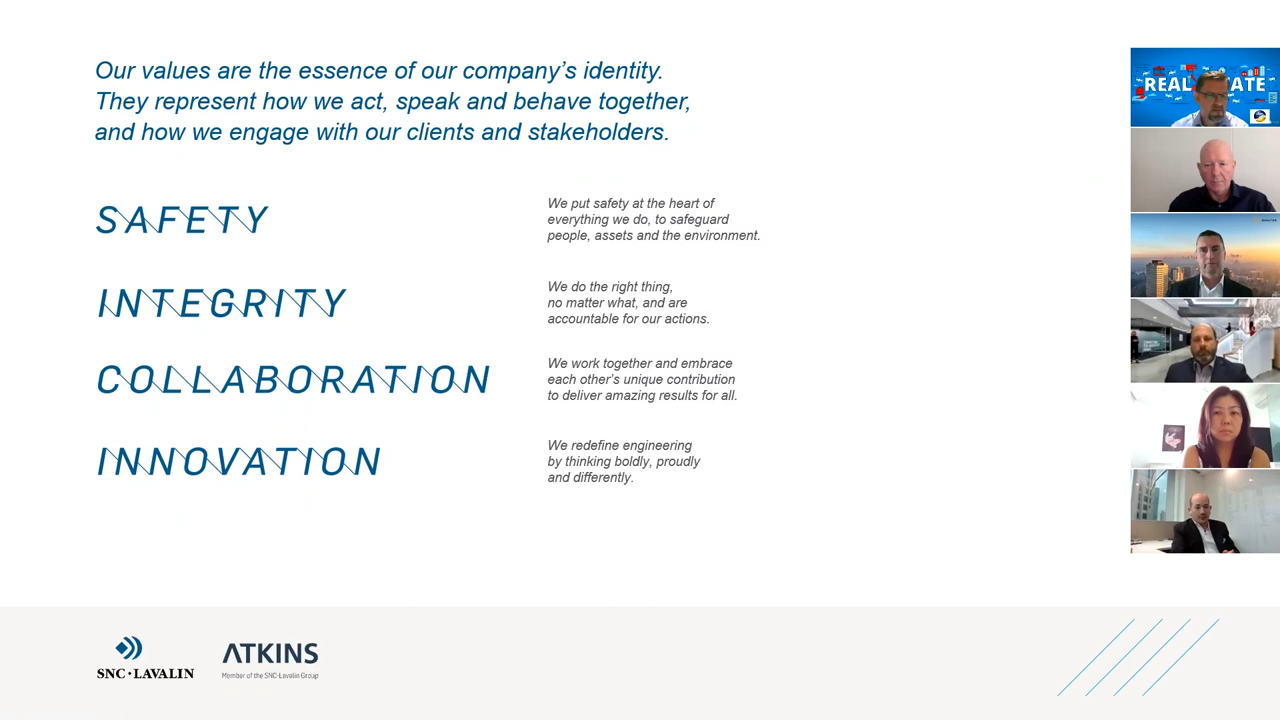 Our values are the essence of our company's identity.
They represent how we act, speak and behave together,
and how we engage with our clients and stakeholders.
SAFETY
We put safety at the heart of
everything we do, to safeguard
people, assets and the environment.
INTEGRITY
We do the right thing,
no matter what, and are
accountable for our actions.
COLLABORATION
We work together and embrace
each other's unique contribution
to deliver amazing results for all.
INNOVATION
We redefine engineering
by thinking boldly, proudly
and differently.
SNC·LAVALIN
ATKINS
Member of the SNC-Lavalin Group
REAL
ATE